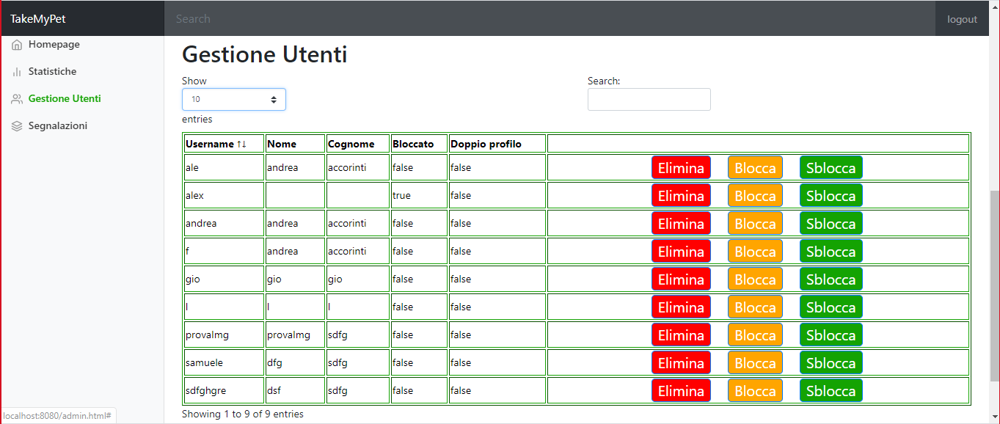 TakeMyPet Search logout
Homepage
Statistiche
Gestione Utenti
Segnalazioni
Gestione Utenti
Show Search:
10
entries
Username ↑↓ Nome Cognome Bloccato Doppio profilo
ale andrea accorinti false false Elimina Blocca Sblocca
alex true false Elimina Blocca Sblocca
andrea andrea accorinti false false Elimina Blocca Sblocca
f andrea accorinti false false Elimina Blocca Sblocca
gio gio gio false false Elimina Blocca Sblocca
l l l false false Elimina Blocca Sblocca
provaImg provaImg sdfg false false Elimina Blocca Sblocca
samuele dfg sdfg false false Elimina Blocca Sblocca
sdfghgre dsf sdfg false false Elimina Blocca Sblocca
Showing 1 to 9 of 9 entries
localhost:8080/admin.html#